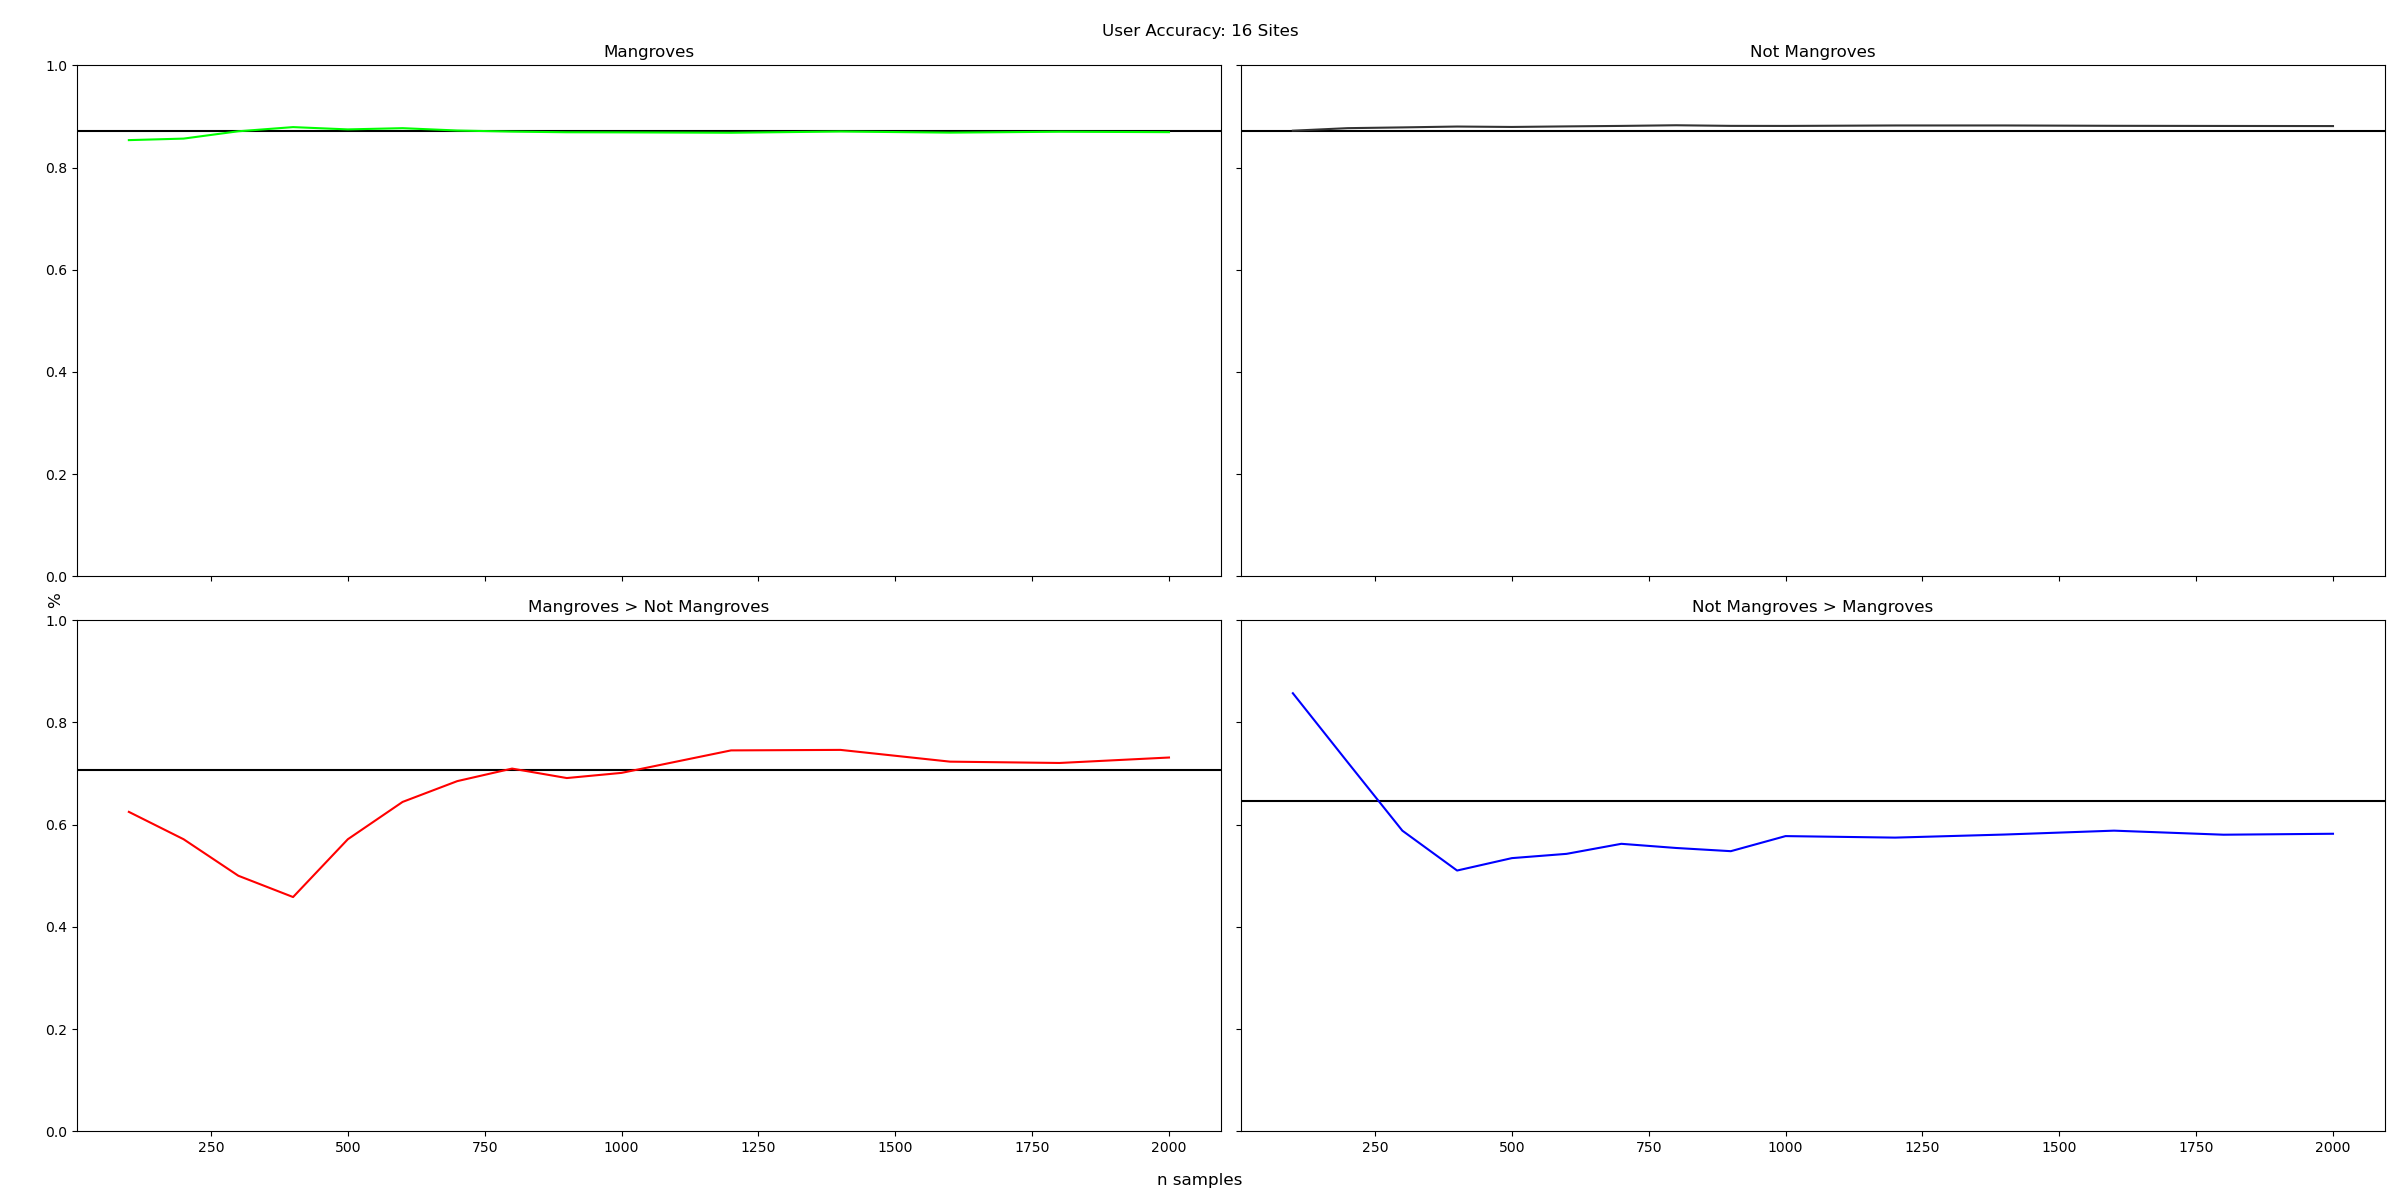 User Accuracy: 16 Sites
Mangroves
Not Mangroves
1.0
0.8
0.6
0.4
0.2
0.0
%
Mangroves > Not Mangroves
Not Mangroves > Mangroves
1.0
0.8
0.6
0.4
0.2
0.0
250 500 750 1000 1250 1500 1750 2000
250 500 750 1000 1250 1500 1750 2000
n samples